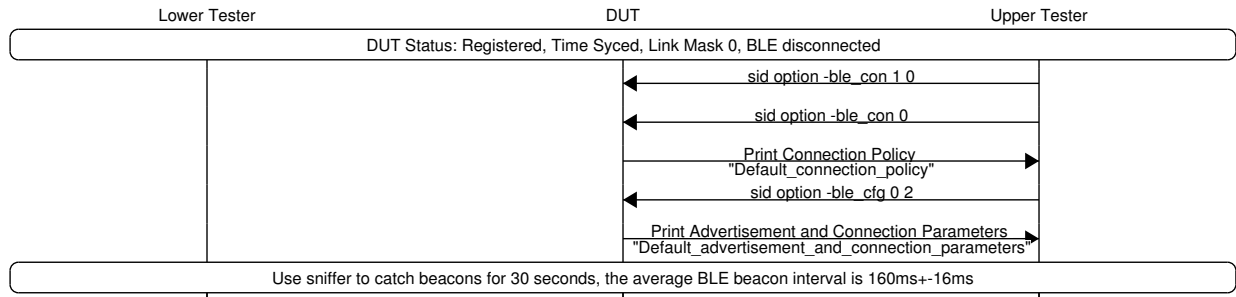 Lower Tester DUT Upper Tester
DUT Status: Registered, Time Syced, Link Mask 0, BLE disconnected
sid option -ble_con 1 0
sid option -ble_con 0
Print Connection Policy
"Default_connection_policy"
sid option -ble_cfg 0 2
Print Advertisement and Connection Parameters
"Default_advertisement_and_connection_parameters"
Use sniffer to catch beacons for 30 seconds, the average BLE beacon interval is 160ms+-16ms